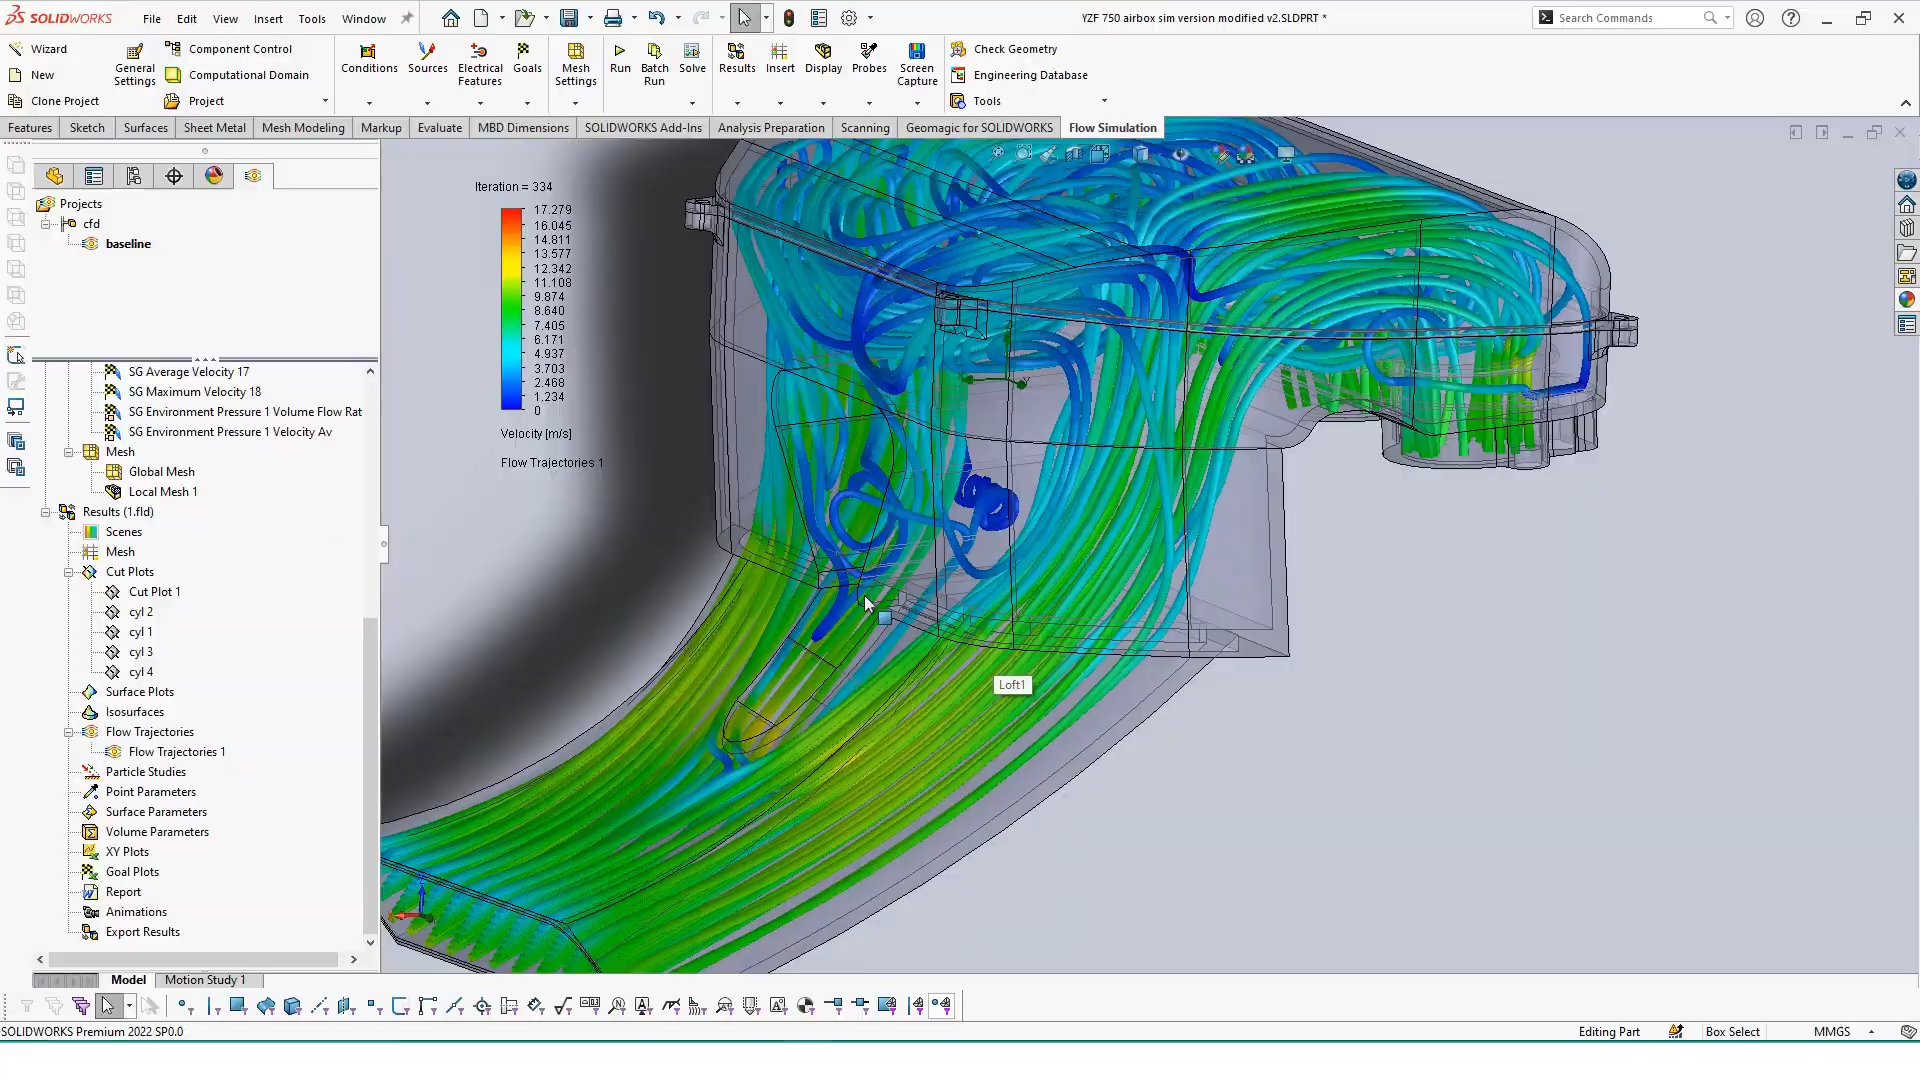 SOLIDWORKS
File Edit View Insert Tools Window
YZF 750 airbox sim version modified v2.SLDPRT *
Search Commands
Wizard
New
Clone Project
General Settings
Component Control
Computational Domain
Project
Conditions
Sources
Electrical Features
Goals
Mesh Settings
Run
Batch Run
Solve
Results
Insert
Display
Probes
Screen Capture
Check Geometry
Engineering Database
Tools
Features Sketch Surfaces Sheet Metal Mesh Modeling Markup Evaluate MBD Dimensions SOLIDWORKS Add-Ins Analysis Preparation Scanning Geomagic for SOLIDWORKS Flow Simulation
Projects
cfd
baseline
SG Average Velocity 17
SG Maximum Velocity 18
SG Environment Pressure 1 Volume Flow Rat
SG Environment Pressure 1 Velocity Av
Mesh
Global Mesh
Local Mesh 1
Results (1.fld)
Scenes
Mesh
Cut Plots
Cut Plot 1
cyl 2
cyl 1
cyl 3
cyl 4
Surface Plots
Isosurfaces
Flow Trajectories
Flow Trajectories 1
Particle Studies
Point Parameters
Surface Parameters
Volume Parameters
XY Plots
Goal Plots
Report
Animations
Export Results
Iteration = 334
17.279
16.045
14.811
13.577
12.342
11.108
9.874
8.640
7.405
6.171
4.937
3.703
2.468
1.234
0
Velocity [m/s]
Flow Trajectories 1
Loft1
Model Motion Study 1
SOLIDWORKS Premium 2022 SP0.0
Editing Part
Box Select
MMGS